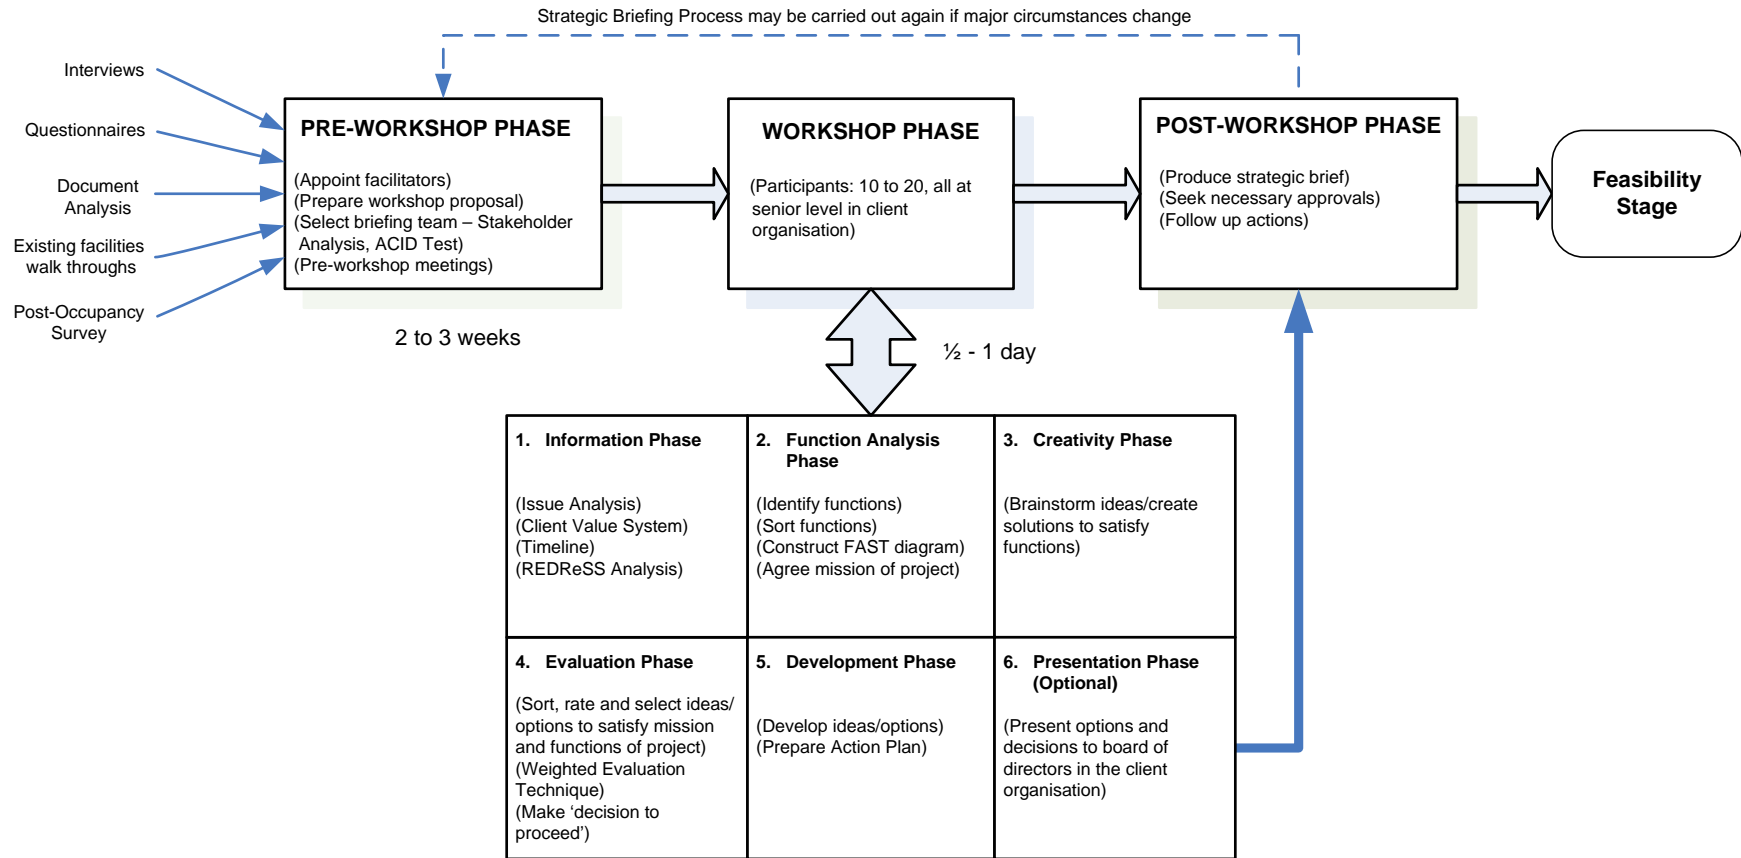 Strategic Briefing Process may be carried out again if major circumstances change
Interviews
Questionnaires
Document
Analysis
Existing facilities
walk throughs
Post-Occupancy
Survey
PRE-WORKSHOP PHASE
(Appoint facilitators)
(Prepare workshop proposal)
(Select briefing team – Stakeholder
Analysis, ACID Test)
(Pre-workshop meetings)
2 to 3 weeks
WORKSHOP PHASE
(Participants: 10 to 20, all at
senior level in client
organisation)
½ - 1 day
POST-WORKSHOP PHASE
(Produce strategic brief)
(Seek necessary approvals)
(Follow up actions)
Feasibility
Stage
1. Information Phase
(Issue Analysis)
(Client Value System)
(Timeline)
(REDReSS Analysis)
2. Function Analysis
Phase
(Identify functions)
(Sort functions)
(Construct FAST diagram)
(Agree mission of project)
3. Creativity Phase
(Brainstorm ideas/create
solutions to satisfy
functions)
4. Evaluation Phase
(Sort, rate and select ideas/
options to satisfy mission
and functions of project)
(Weighted Evaluation
Technique)
(Make ‘decision to
proceed’)
5. Development Phase
(Develop ideas/options)
(Prepare Action Plan)
6. Presentation Phase
(Optional)
(Present options and
decisions to board of
directors in the client
organisation)